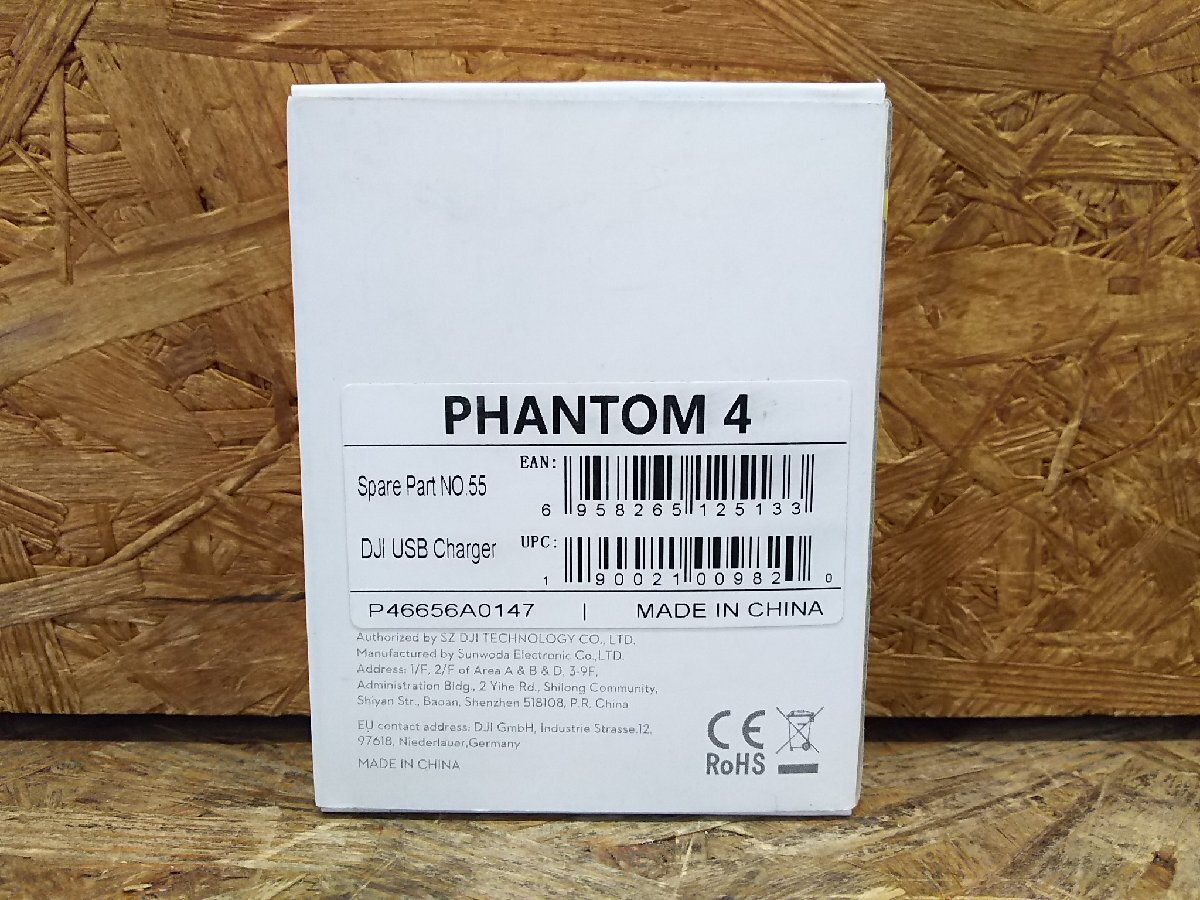 PHANTOM 4
Spare Part NO.55
EAN:
6 958265 125133
DJI USB Charger
UPC:
1 90021 00982 0
P46656A0147 | MADE IN CHINA
Authorized by SZ DJI TECHNOLOGY CO., LTD.
Manufactured by Sunwoda Electronic Co.,LTD.
Address: 1/F, 2/F of Area A & B & D, 3-9F,
Administration Bldg., 2 Yihe Rd., Shilong Community,
Shiyan Str., Baoan, Shenzhen 518108, P.R. China
EU contact address: DJI GmbH, Industrie Strasse.12,
97618, Niederlauer,Germany
MADE IN CHINA
CE
RoHS